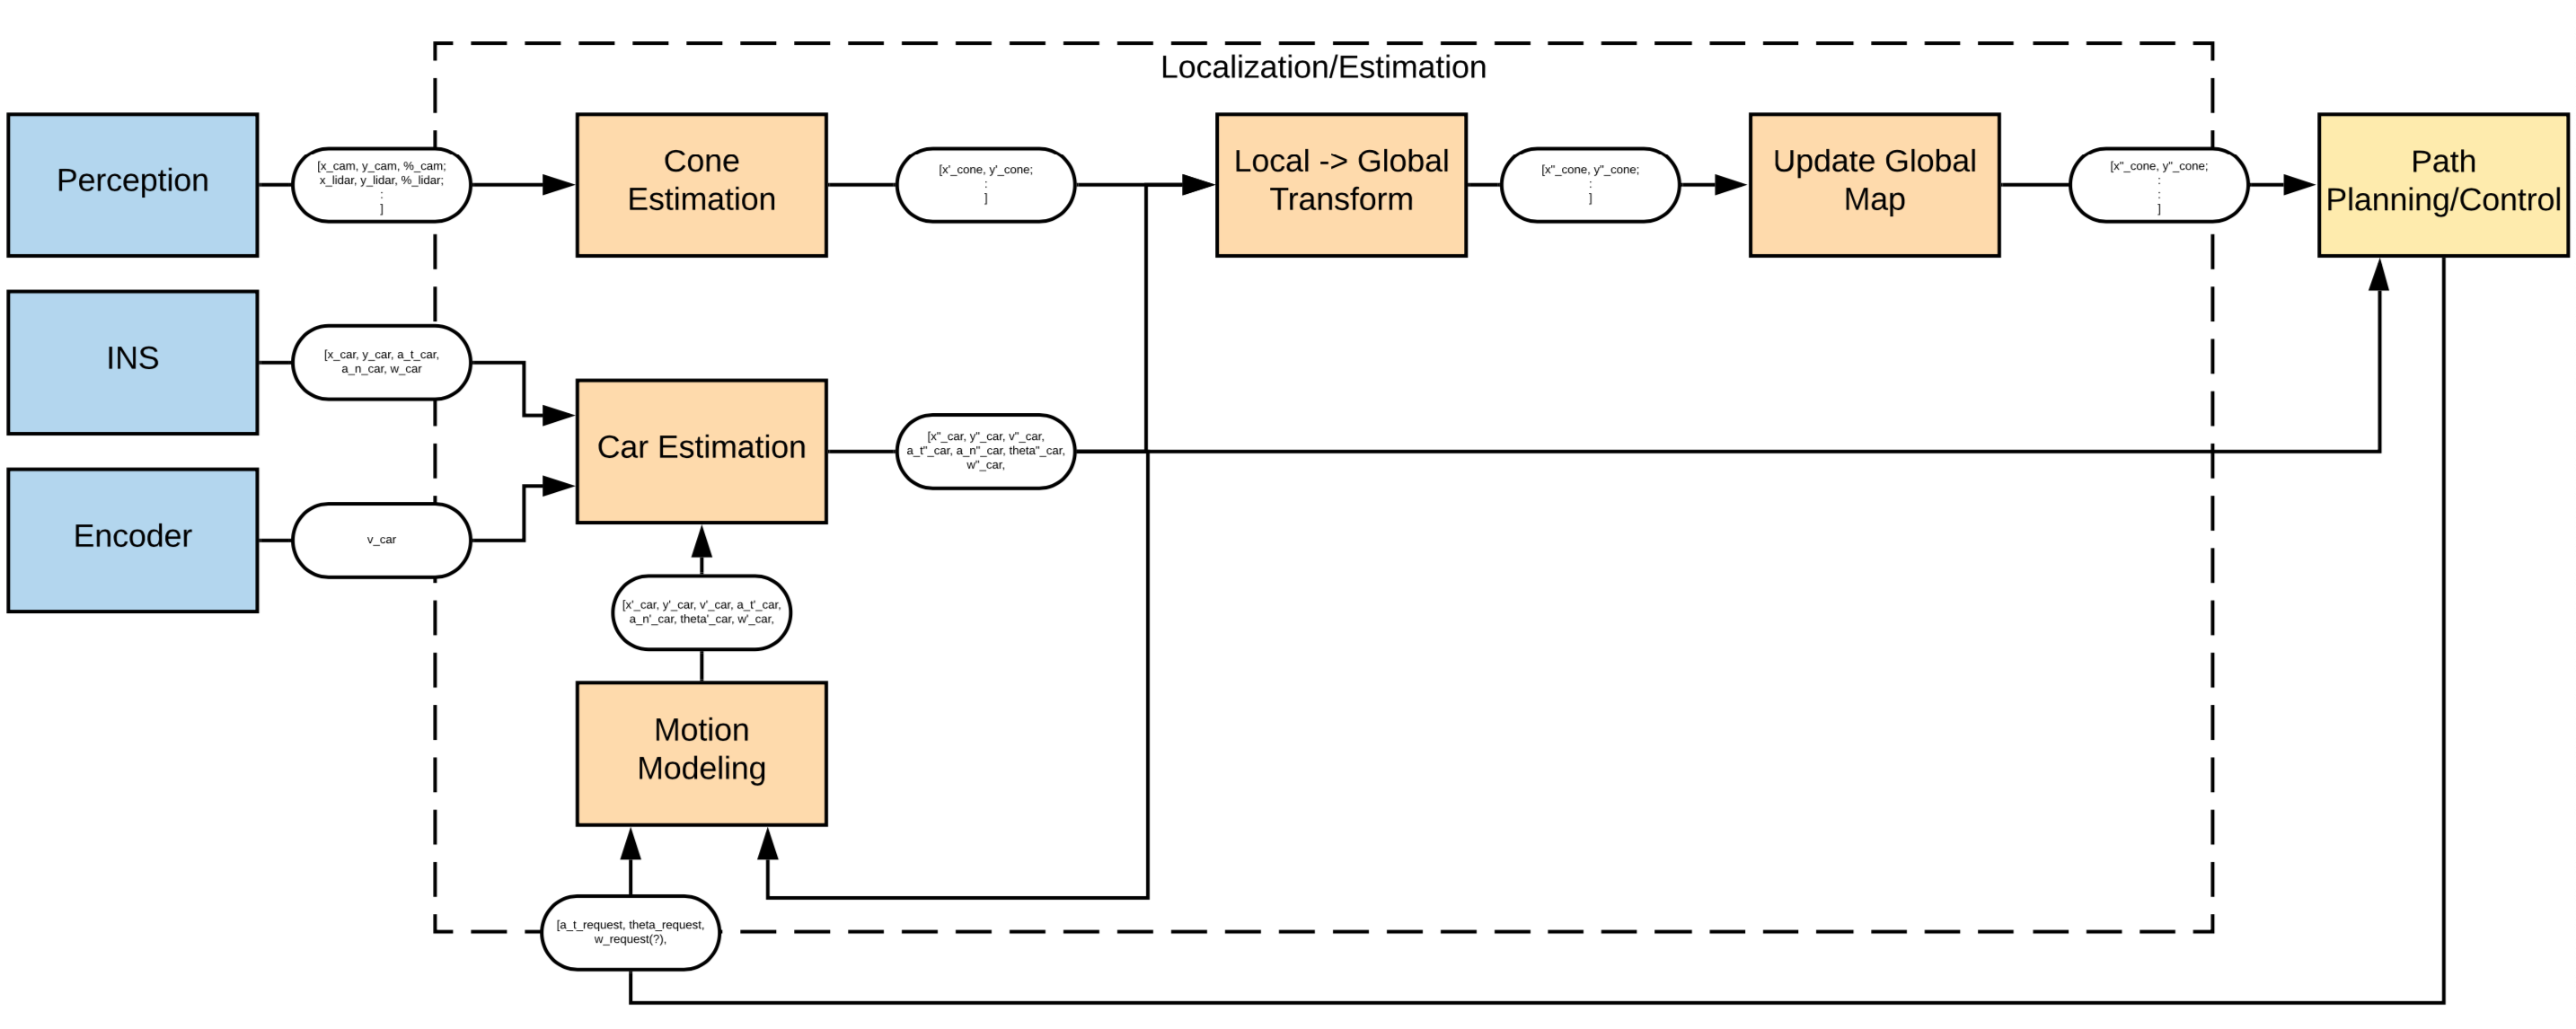 Localization/Estimation
Perception
[x_cam, y_cam, %_cam;
x_lidar, y_lidar, %_lidar;
:
]
Cone
Estimation
[x'_cone, y'_cone;
:
]
Local -> Global
Transform
[x"_cone, y"_cone;
:
]
Update Global
Map
[x"_cone, y"_cone;
:
:
]
Path
Planning/Control
INS
[x_car, y_car, a_t_car,
a_n_car, w_car
Encoder
v_car
Car Estimation
[x"_car, y"_car, v"_car,
a_t"_car, a_n"_car, theta"_car,
w"_car,
[x'_car, y'_car, v'_car, a_t'_car,
a_n'_car, theta'_car, w'_car,
Motion
Modeling
[a_t_request, theta_request,
w_request(?),